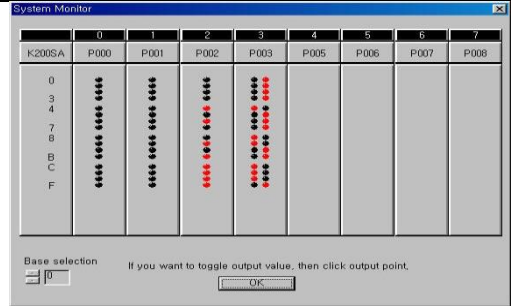 System Monitor
0 1 2 3 4 5 6 7
K200SA P000 P001 P002 P003 P005 P006 P007 P008
0
3
4
7
8
B
C
F
Base selection
0
If you want to toggle output value, then click output point,
OK